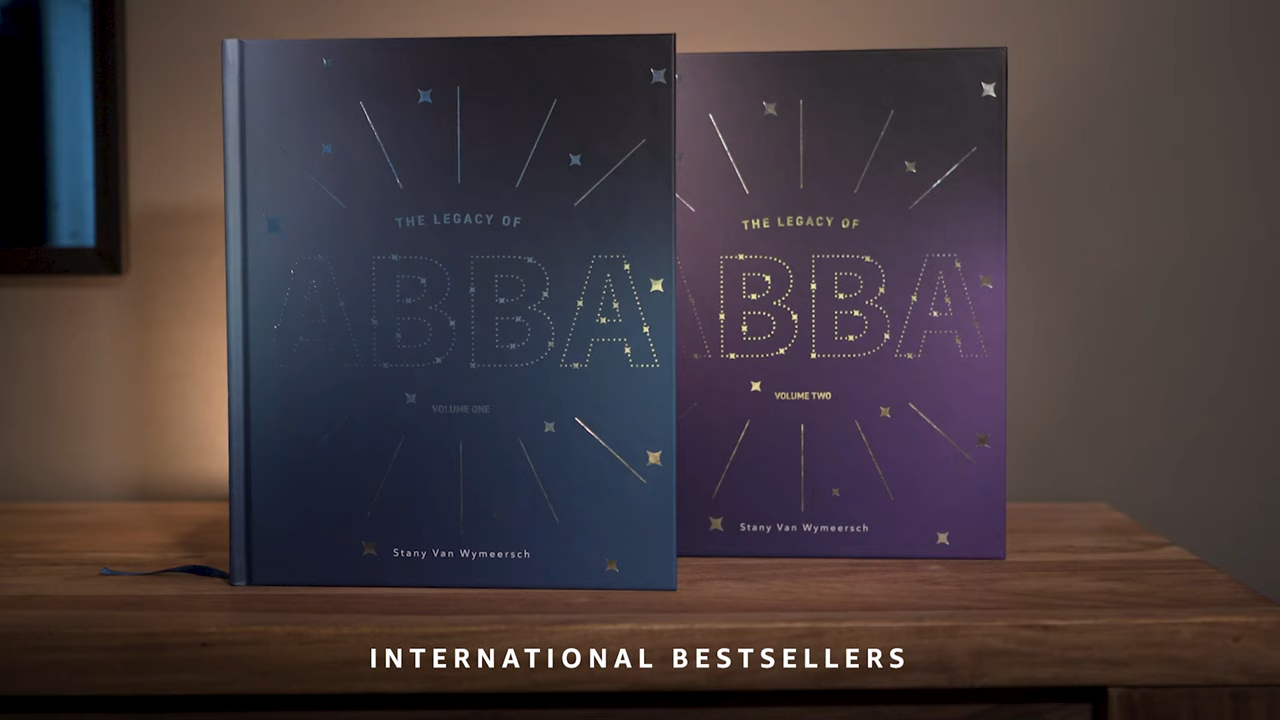 THE LEGACY OF
ABBA
VOLUME ONE
Stany Van Wymeersch
THE LEGACY OF
ABBA
VOLUME TWO
Stany Van Wymeersch
INTERNATIONAL BESTSELLERS